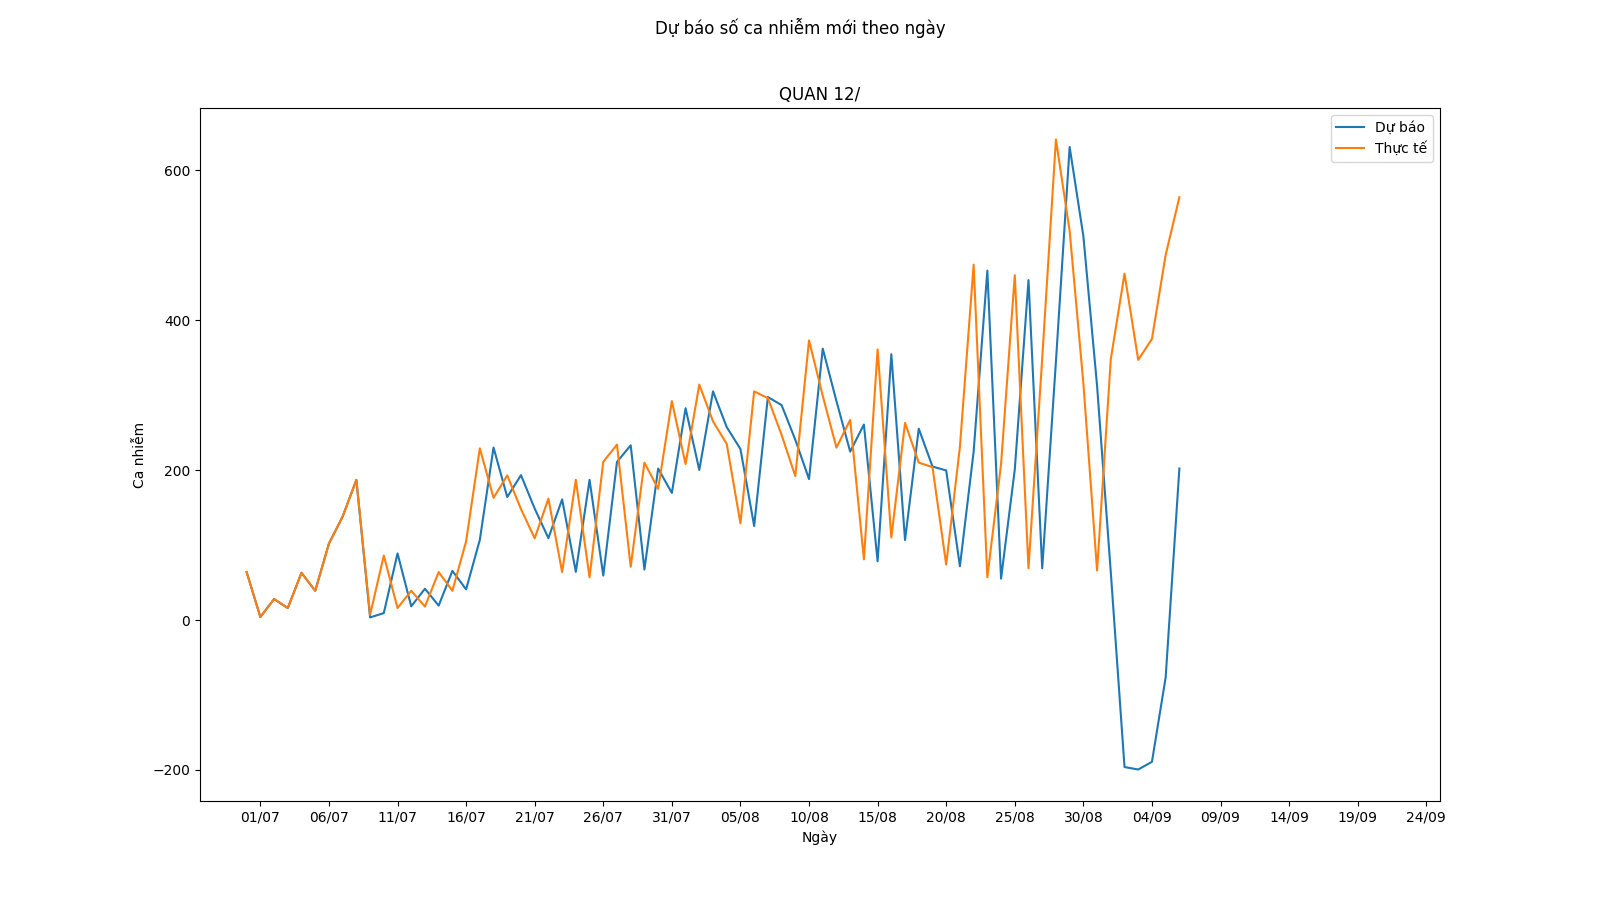 Dự báo số ca nhiễm mới theo ngày
QUAN 12/
Dự báo
Thực tế
600
400
200
0
−200
Ca nhiễm
01/07 06/07 11/07 16/07 21/07 26/07 31/07 05/08 10/08 15/08 20/08 25/08 30/08 04/09 09/09 14/09 19/09 24/09
Ngày